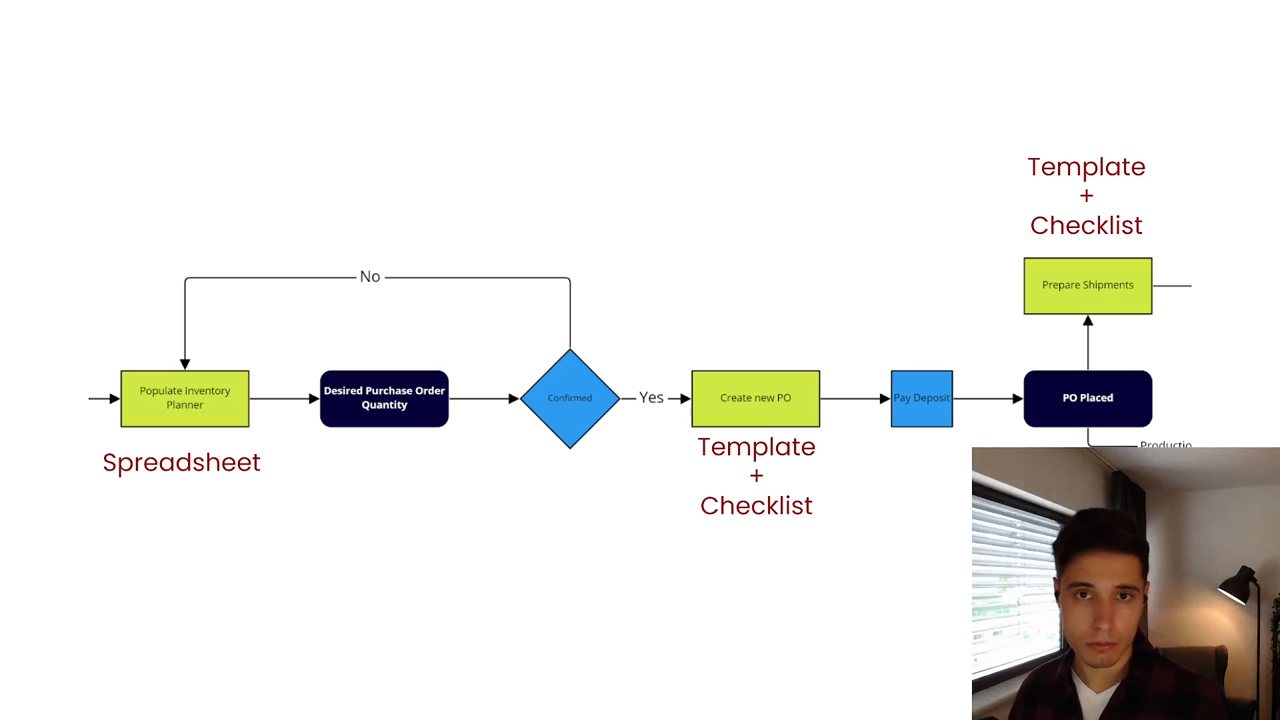 Template
+
Checklist
No
Prepare Shipments
Populate Inventory
Planner
Desired Purchase Order
Quantity
Confirmed
Yes
Create new PO
Pay Deposit
PO Placed
Spreadsheet
Template
+
Checklist
Productio